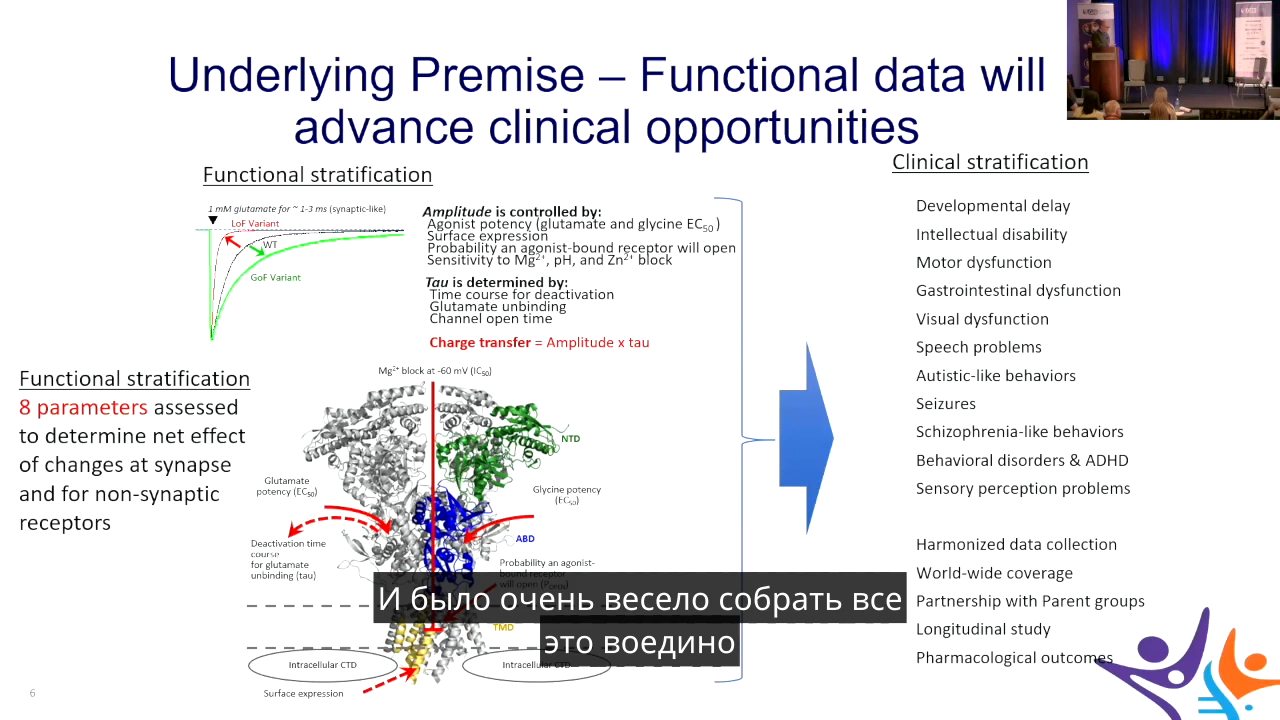 Underlying Premise – Functional data will
advance clinical opportunities
Functional stratification
1 mM glutamate for ~ 1-3 ms (synaptic-like)
LoF Variant
WT
GoF Variant
Amplitude is controlled by:
Agonist potency (glutamate and glycine EC50)
Surface expression
Probability an agonist-bound receptor will open
Sensitivity to Mg2+, pH, and Zn2+ block
Tau is determined by:
Time course for deactivation
Glutamate unbinding
Channel open time
Charge transfer = Amplitude x tau
Functional stratification
8 parameters assessed
to determine net effect
of changes at synapse
and for non-synaptic
receptors
Mg2+ block at -60 mV (IC50)
NTD
Glutamate
potency (EC50)
Glycine potency
(EC50)
ABD
Deactivation time
course
for glutamate
unbinding (tau)
Probability an agonist-
bound receptor
will open (POPEN)
TMD
Intracellular CTD
Intracellular CTD
Surface expression
Clinical stratification
Developmental delay
Intellectual disability
Motor dysfunction
Gastrointestinal dysfunction
Visual dysfunction
Speech problems
Autistic-like behaviors
Seizures
Schizophrenia-like behaviors
Behavioral disorders & ADHD
Sensory perception problems
Harmonized data collection
World-wide coverage
Partnership with Parent groups
Longitudinal study
Pharmacological outcomes
И было очень весело собрать все
это воедино
6